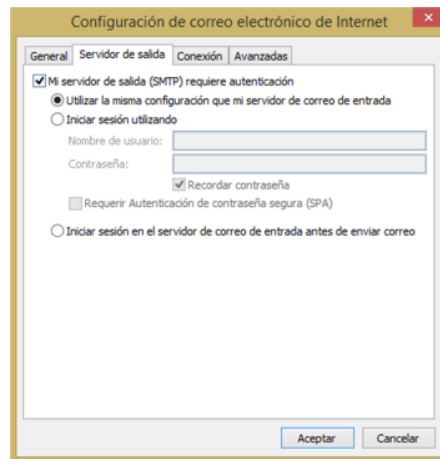 Configuración de correo electrónico de Internet
General Servidor de salida Conexión Avanzadas
Mi servidor de salida (SMTP) requiere autenticación
Utilizar la misma configuración que mi servidor de correo de entrada
Iniciar sesión utilizando
Nombre de usuario:
Contraseña:
Recordar contraseña
Requerir Autenticación de contraseña segura (SPA)
Iniciar sesión en el servidor de correo de entrada antes de enviar correo
Aceptar Cancelar